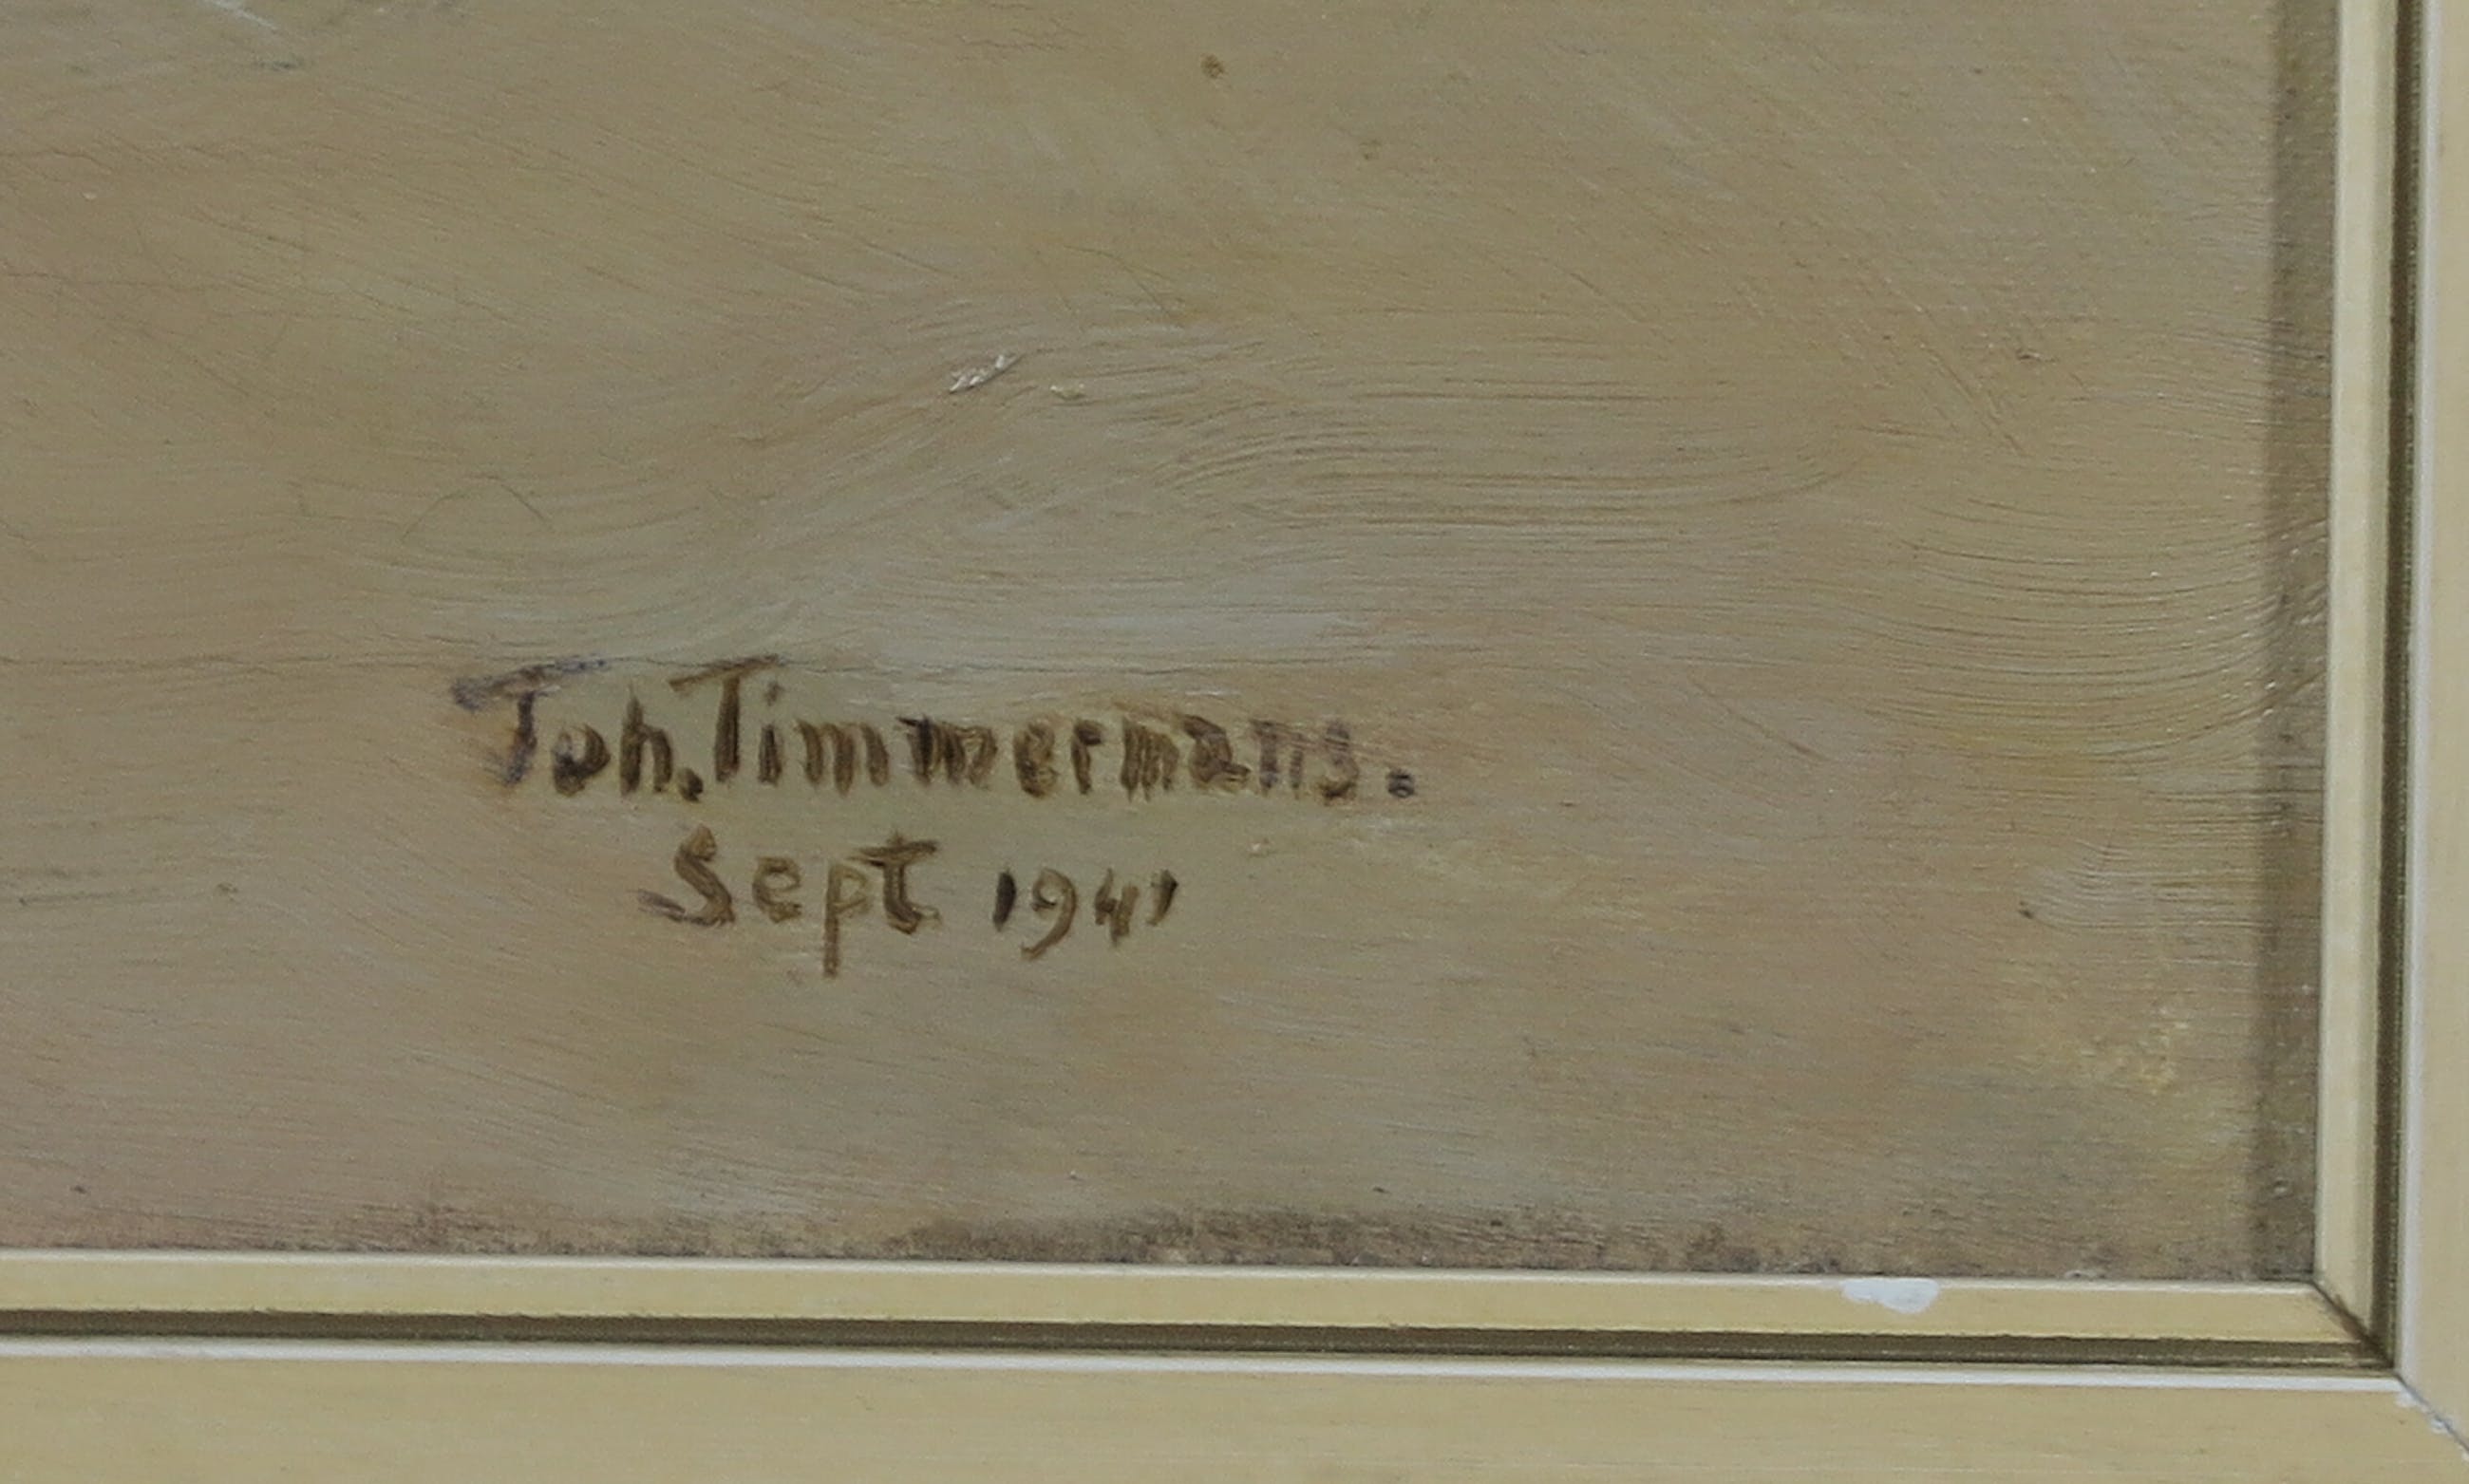 Joh. Timmermans.
Sept 1941